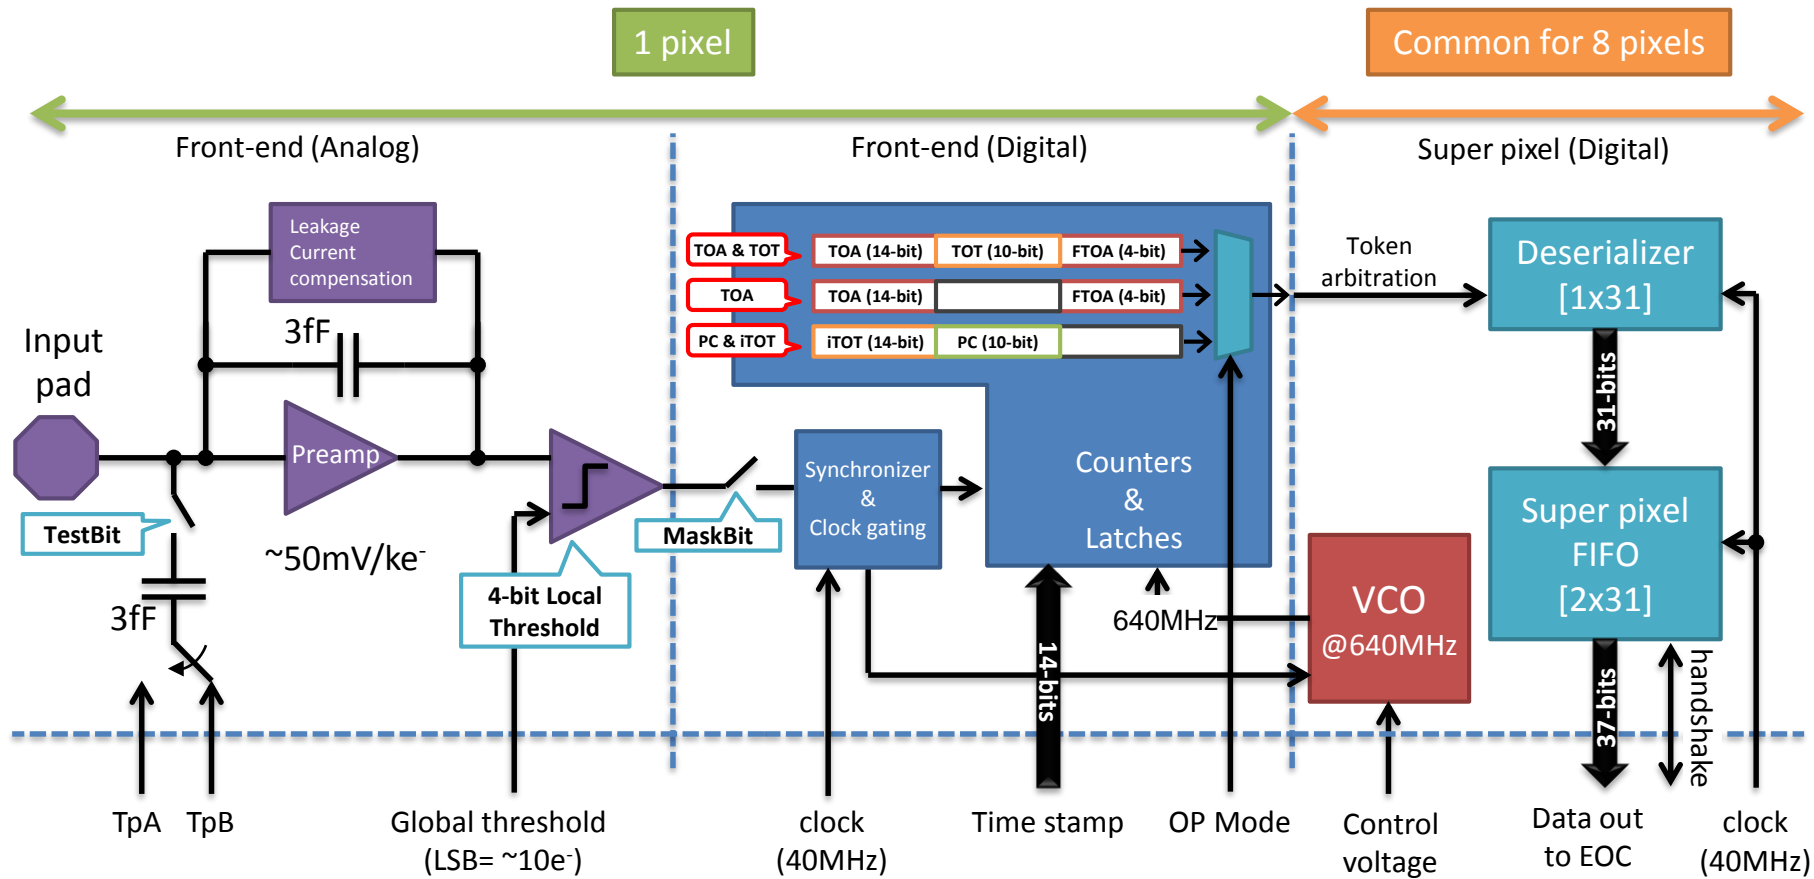 1 pixel
Common for 8 pixels
Front-end (Analog)
Front-end (Digital)
Super pixel (Digital)
Leakage
Current
compensation
3fF
Input
pad
Preamp
TestBit
~50mV/ke⁻
3fF
4-bit Local
Threshold
MaskBit
TOA & TOT
TOA (14-bit)
TOT (10-bit)
FTOA (4-bit)
TOA
TOA (14-bit)
FTOA (4-bit)
PC & iTOT
iTOT (14-bit)
PC (10-bit)
Synchronizer
&
Clock gating
Counters
&
Latches
640MHz
14-bits
Token
arbitration
Deserializer
[1x31]
31-bits
Super pixel
FIFO
[2x31]
VCO
@640MHz
37-bits
handshake
TpA
TpB
Global threshold
(LSB= ~10e⁻)
clock
(40MHz)
Time stamp
OP Mode
Control
voltage
Data out
to EOC
clock
(40MHz)